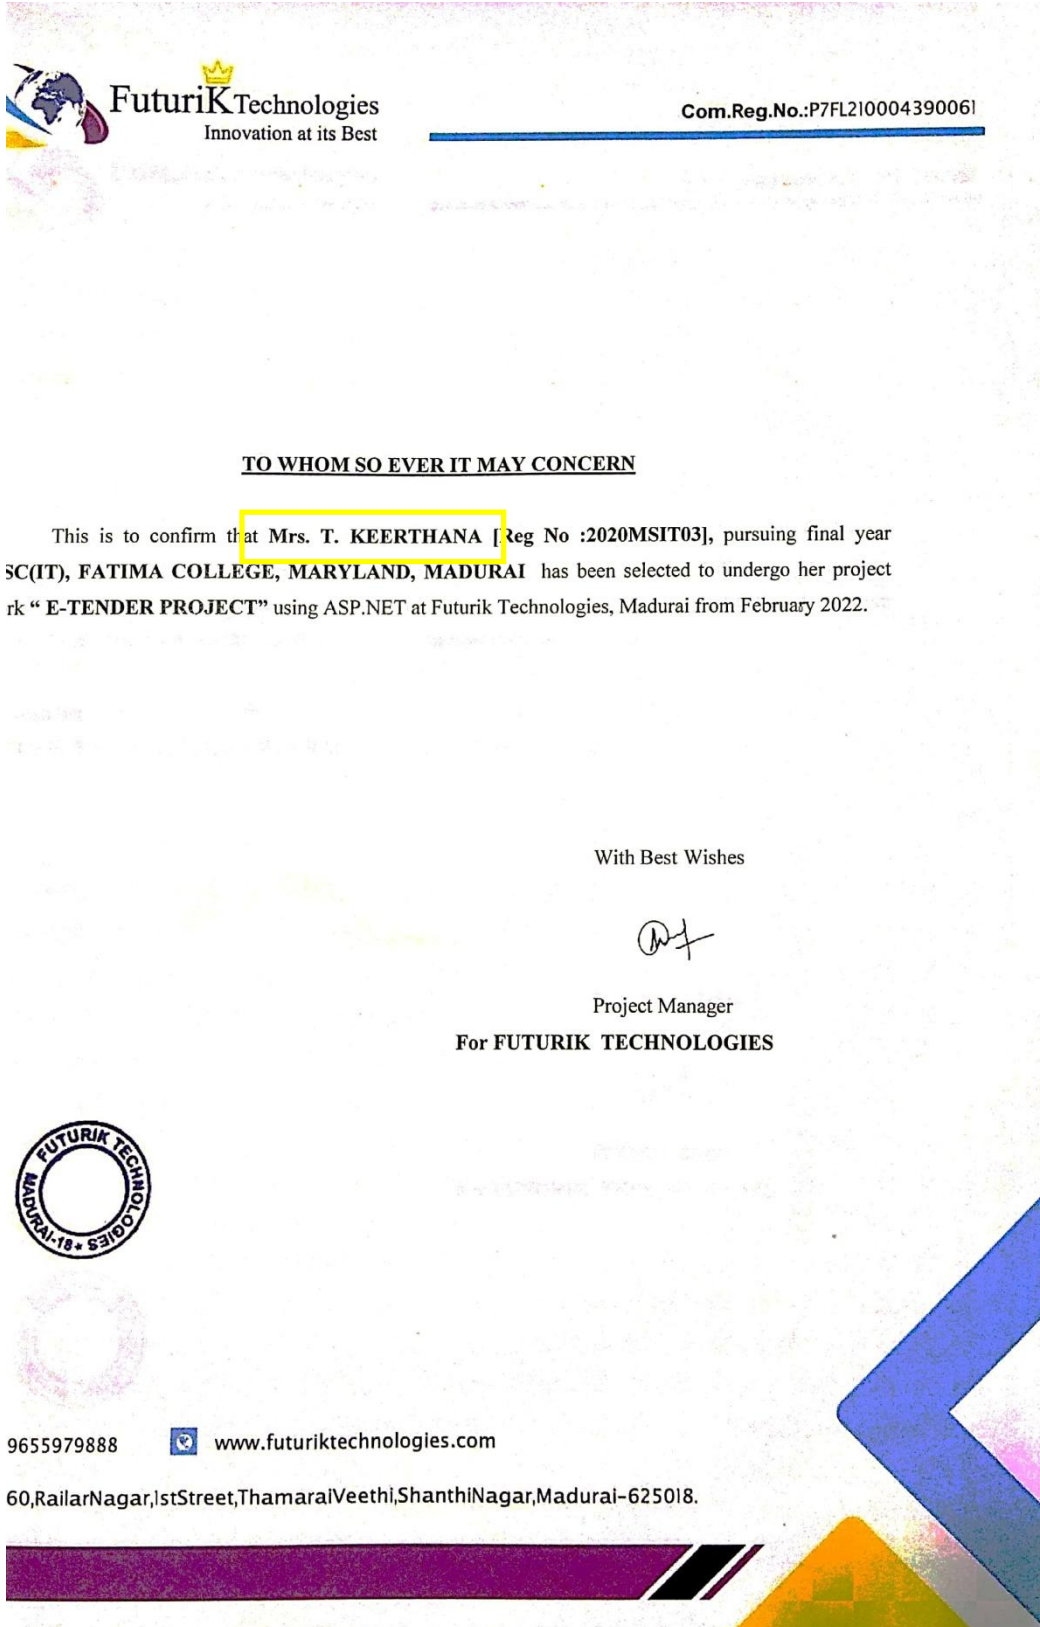 FuturiK Technologies
Innovation at its Best
Com.Reg.No.:P7FL210004390061
TO WHOM SO EVER IT MAY CONCERN
This is to confirm that Mrs. T. KEERTHANA [Reg No :2020MSIT03], pursuing final year
SC(IT), FATIMA COLLEGE, MARYLAND, MADURAI has been selected to undergo her project
rk “ E-TENDER PROJECT” using ASP.NET at Futurik Technologies, Madurai from February 2022.
With Best Wishes
Project Manager
For FUTURIK TECHNOLOGIES
FUTURIK TECHNOLOGIES * MADURAI-18 *
9655979888
www.futuriktechnologies.com
60,RailarNagar,IstStreet,ThamaraiVeethi,ShanthiNagar,Madurai-625018.